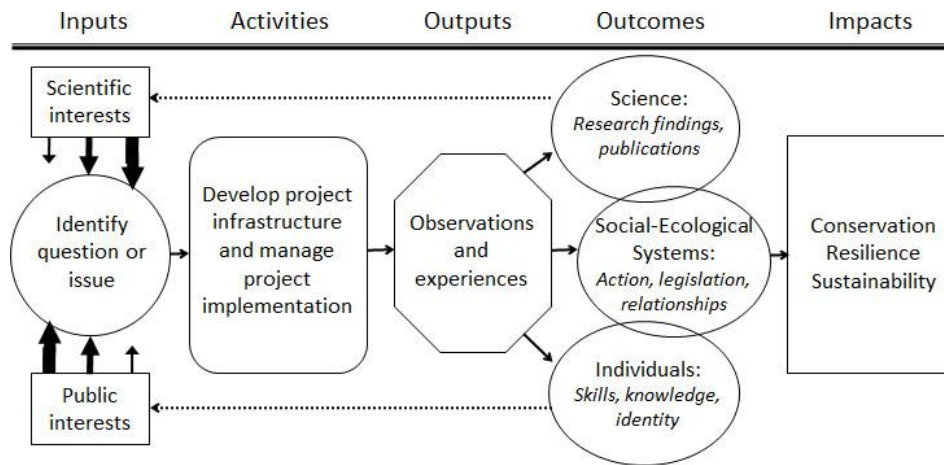 Inputs
Activities
Outputs
Outcomes
Impacts
Scientific
interests
Identify
question or
issue
Public
interests
Develop project
infrastructure
and manage
project
implementation
Observations
and
experiences
Science:
Research findings,
publications
Social-Ecological
Systems:
Action, legislation,
relationships
Individuals:
Skills, knowledge,
identity
Conservation
Resilience
Sustainability